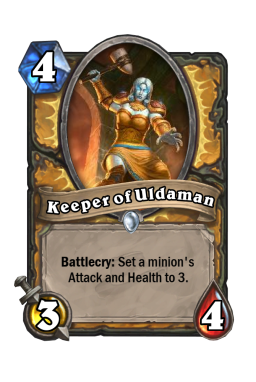 4
Keeper of Uldaman
Battlecry: Set a minion's
Attack and Health to 3.
3
4